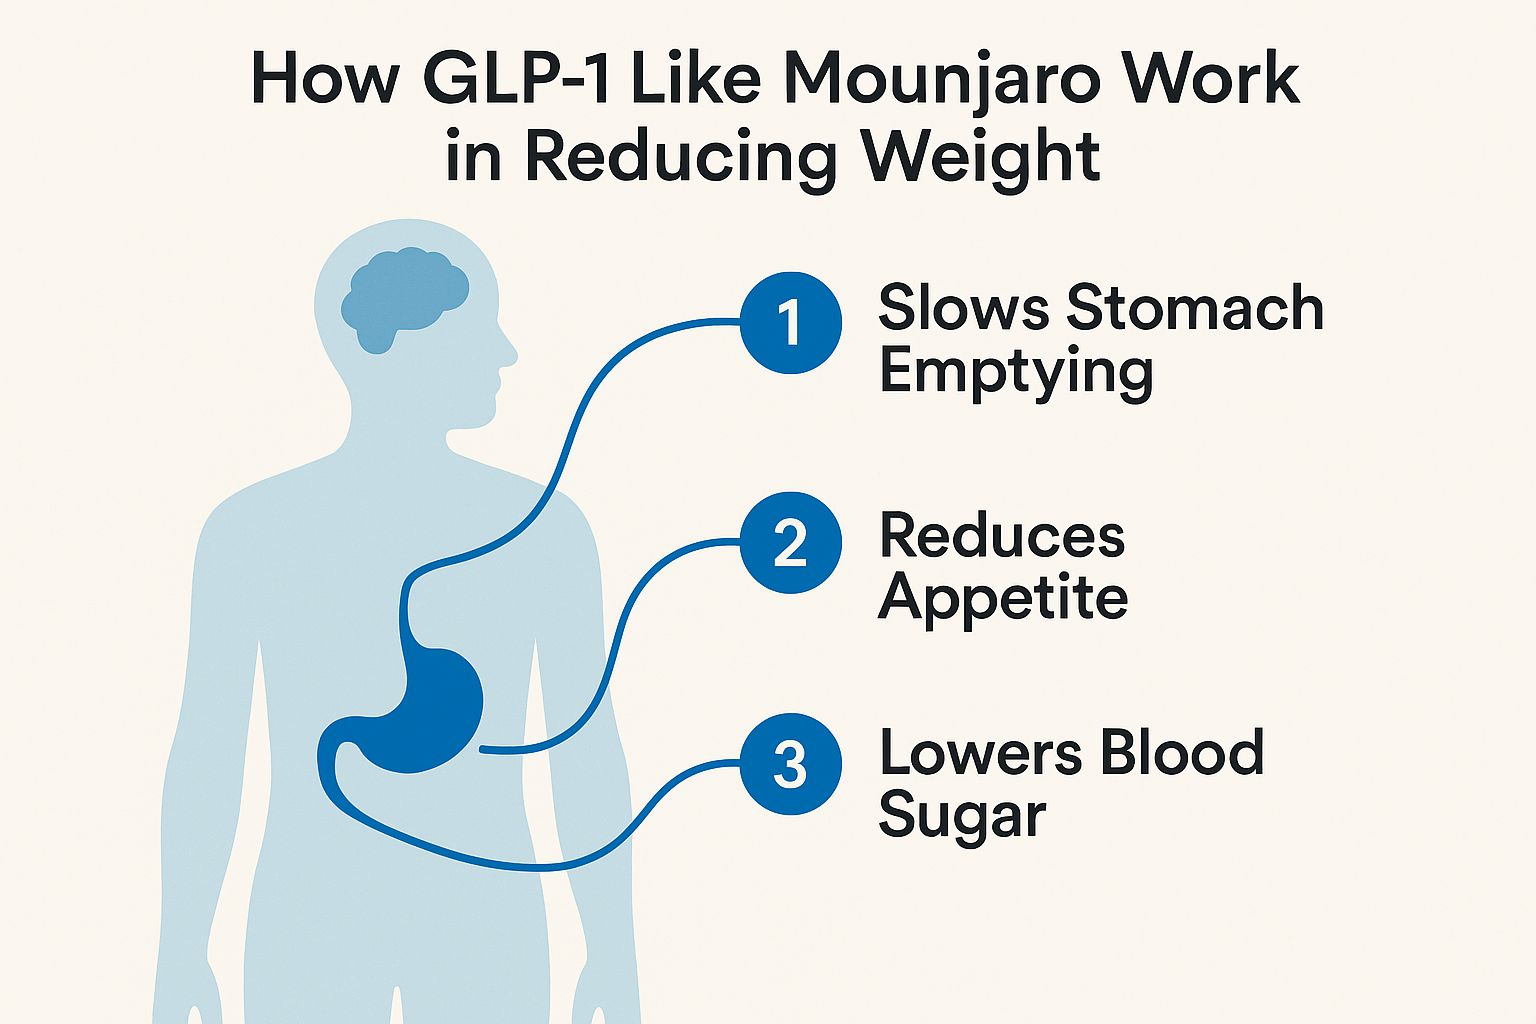 How GLP-1 Like Mounjaro Work
in Reducing Weight
1
Slows Stomach
Emptying
2
Reduces
Appetite
3
Lowers Blood
Sugar